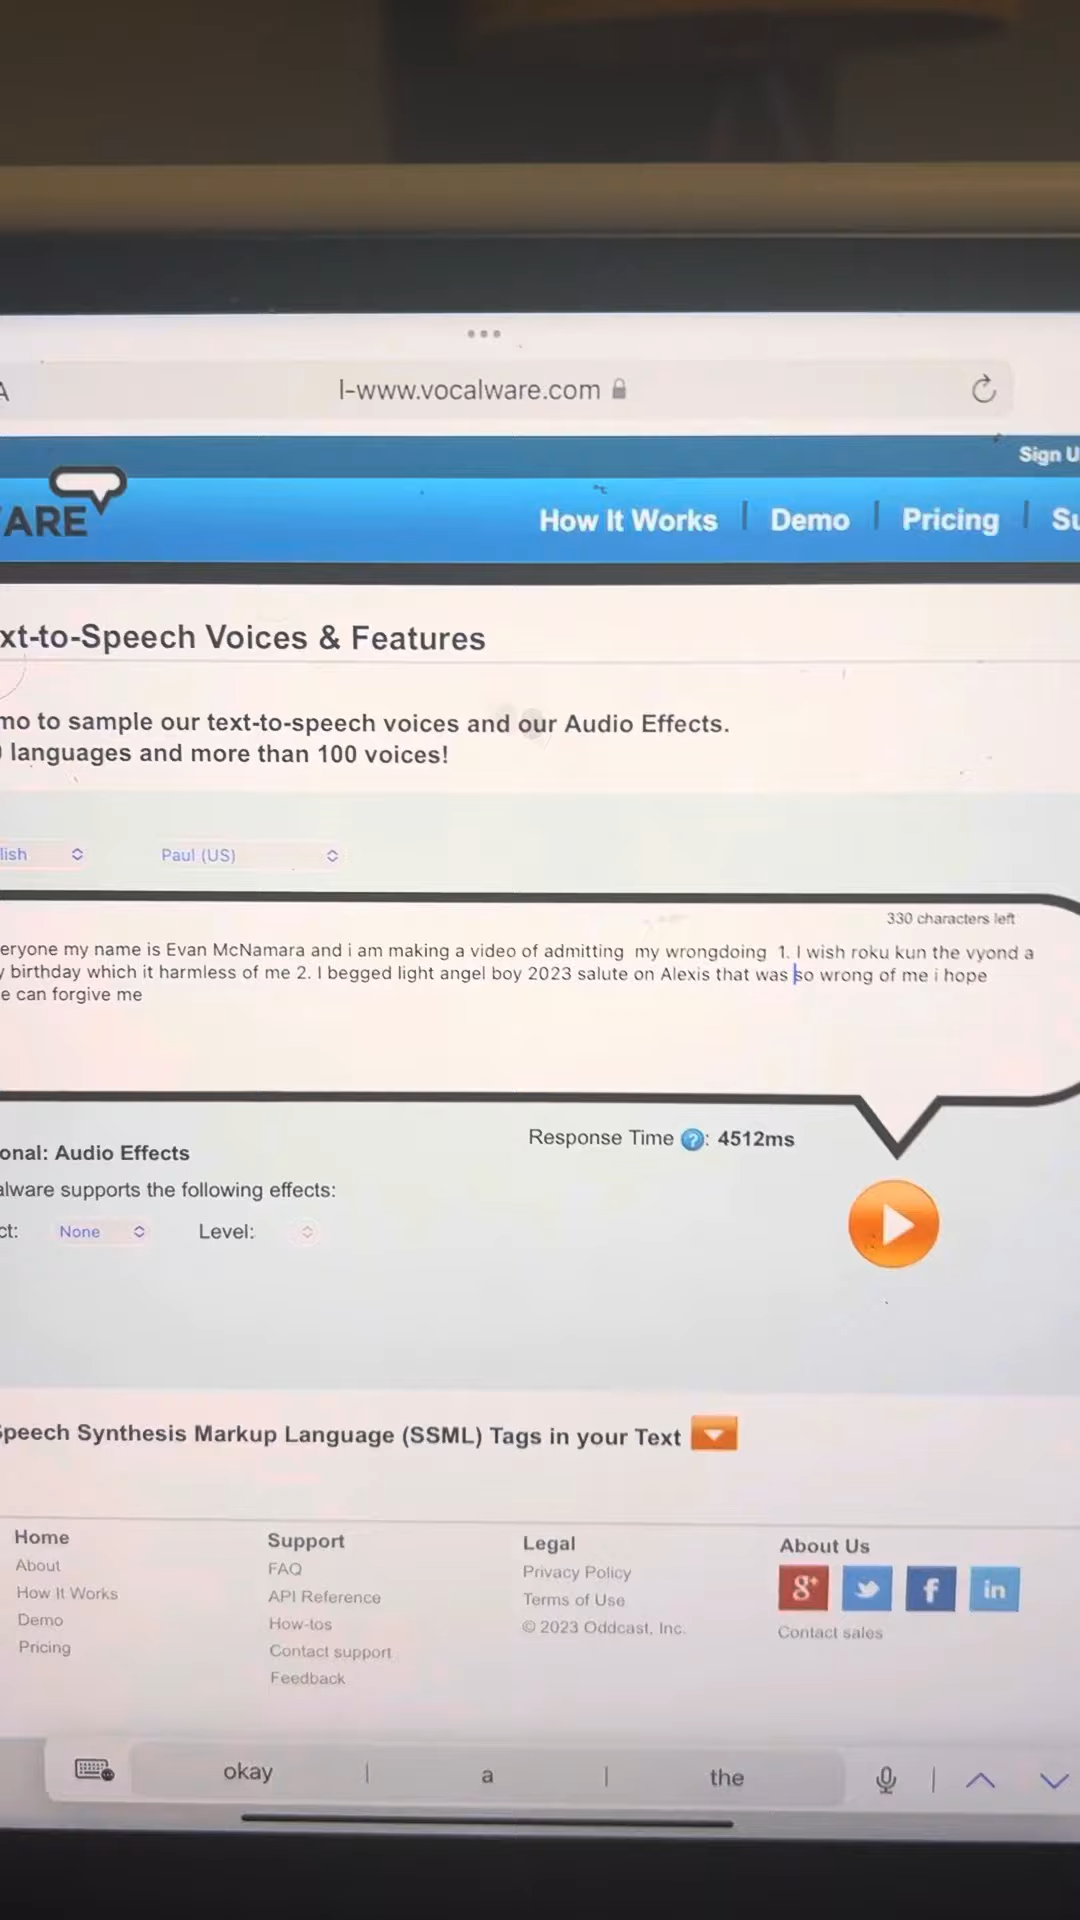 l-www.vocalware.com
Sign U
ARE
How It Works | Demo | Pricing | Su
xt-to-Speech Voices & Features
mo to sample our text-to-speech voices and our Audio Effects.
languages and more than 100 voices!
lish
Paul (US)
330 characters left
eryone my name is Evan McNamara and i am making a video of admitting my wrongdoing 1. I wish roku kun the vyond a
y birthday which it harmless of me 2. I begged light angel boy 2023 salute on Alexis that was so wrong of me i hope
e can forgive me
Response Time ?: 4512ms
onal: Audio Effects
alware supports the following effects:
ct: None Level:
Speech Synthesis Markup Language (SSML) Tags in your Text
Home
About
How It Works
Demo
Pricing
Support
FAQ
API Reference
How-tos
Contact support
Feedback
Legal
Privacy Policy
Terms of Use
© 2023 Oddcast, Inc.
About Us
g+ f in
Contact sales
okay | a | the